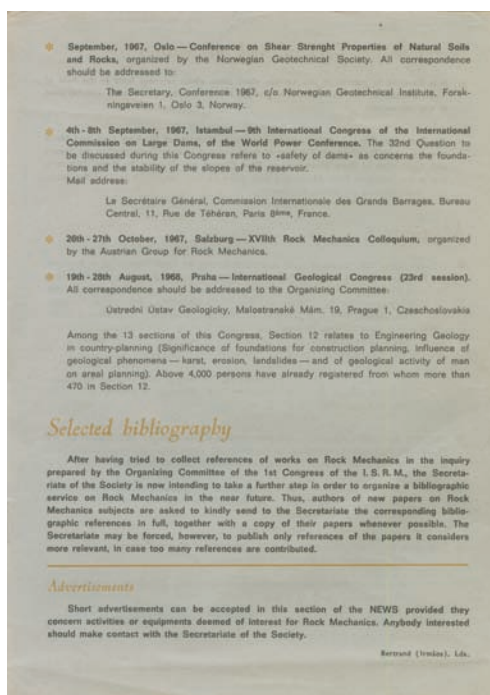 September, 1967, Oslo — Conference on Shear Strenght Properties of Natural Soils
and Rocks, organized by the Norwegian Geotechnical Society. All correspondence
should be addressed to:
The Secretary, Conference 1967, c/o Norwegian Geotechnical Institute, Forsk-
ningsveien 1, Oslo 3, Norway.
4th - 8th September, 1967, Istambul — 9th International Congress of the International
Commission on Large Dams, of the World Power Conference. The 32nd Question to
be discussed during this Congress refers to «safety of dams» as concerns the founda-
tions and the stability of the slopes of the reservoir.
Mail address:
Le Secrétaire Général, Commission Internationale des Grands Barrages, Bureau
Central, 11, Rue de Téhéran, Paris 8ème, France.
26th - 27th October, 1967, Salzburg — XVIIth Rock Mechanics Colloquium, organized
by the Austrian Group for Rock Mechanics.
19th - 28th August, 1968, Praha — International Geological Congress (23rd session).
All correspondence should be addressed to the Organizing Committee:
Ustredni Ústav Geologicky, Malostranské Mám. 19, Prague 1, Czeschoslovakia
Among the 13 sections of this Congress, Section 12 relates to Engineering Geology
in country-planning (Significance of foundations for construction planning, influence of
geological phenomena — karst, erosion, landslides — and of geological activity of man
on areal planning). Above 4,000 persons have already registered from whom more than
470 in Section 12.
Selected bibliography
After having tried to collect references of works on Rock Mechanics in the inquiry
prepared by the Organizing Committee of the 1st Congress of the I. S. R. M., the Secreta-
riate of the Society is now intending to take a further step in order to organize a bibliographic
service on Rock Mechanics in the near future. Thus, authors of new papers on Rock
Mechanics subjects are asked to kindly send to the Secretariate the corresponding biblio-
graphic references in full, together with a copy of their papers whenever possible. The
Secretariate may be forced, however, to publish only references of the papers it considers
more relevant, in case too many references are contributed.
Advertisements
Short advertisements can be accepted in this section of the NEWS provided they
concern activities or equipments deemed of interest for Rock Mechanics. Anybody interested
should make contact with the Secretariate of the Society.
Bertrand (Irmãos), Lda.